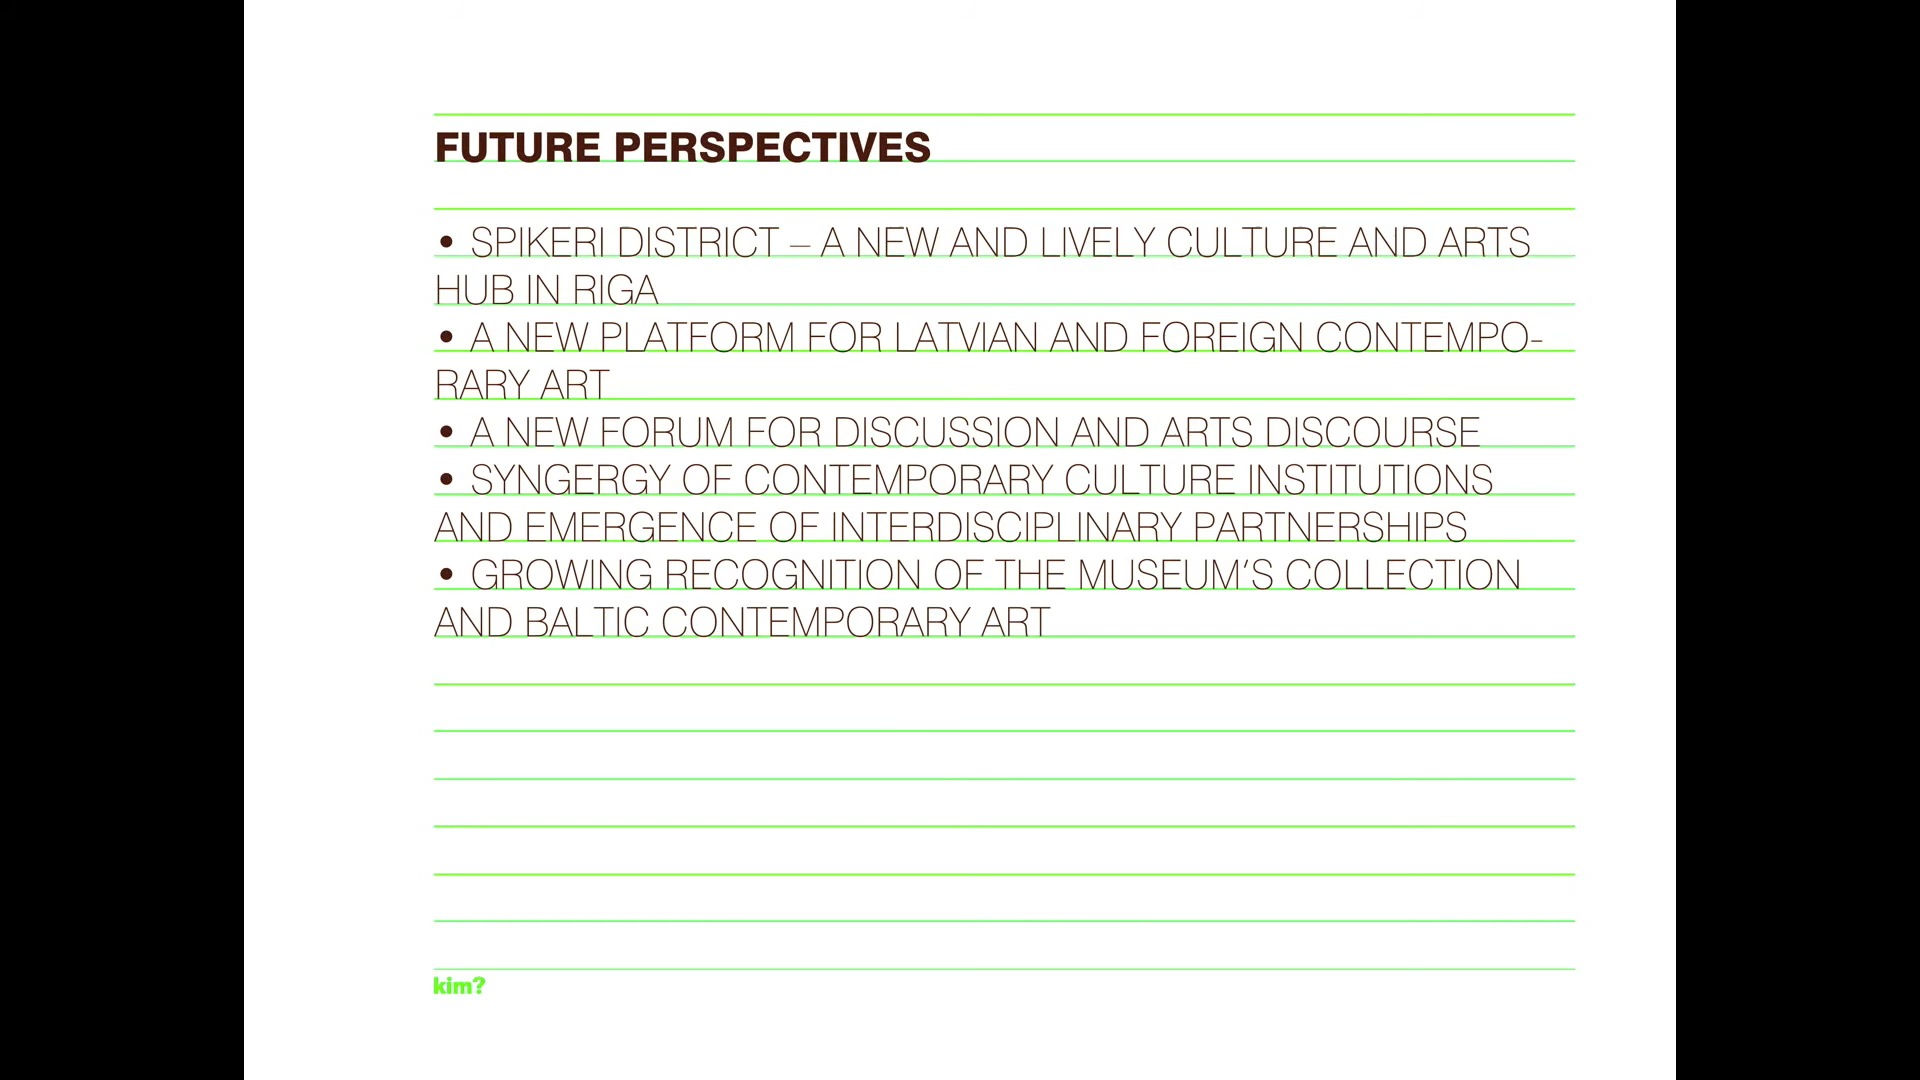 FUTURE PERSPECTIVES
• SPIKERI DISTRICT – A NEW AND LIVELY CULTURE AND ARTS
HUB IN RIGA
• A NEW PLATFORM FOR LATVIAN AND FOREIGN CONTEMPO-
RARY ART
• A NEW FORUM FOR DISCUSSION AND ARTS DISCOURSE
• SYNGERGY OF CONTEMPORARY CULTURE INSTITUTIONS
AND EMERGENCE OF INTERDISCIPLINARY PARTNERSHIPS
• GROWING RECOGNITION OF THE MUSEUM‘S COLLECTION
AND BALTIC CONTEMPORARY ART
kim?